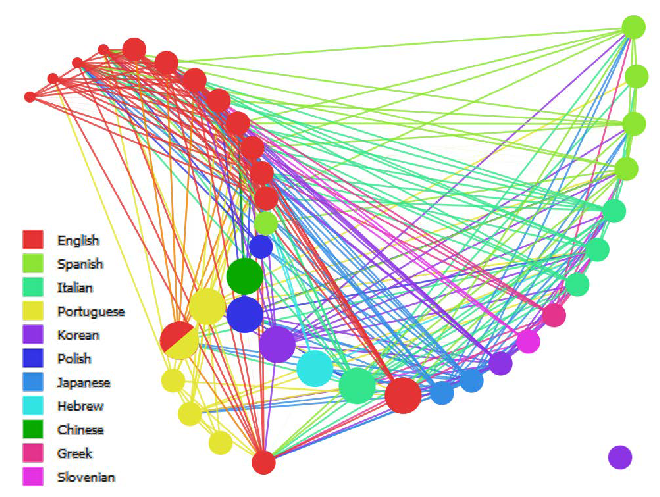 English
Spanish
Italian
Portuguese
Korean
Polish
Japanese
Hebrew
Chinese
Greek
Slovenian